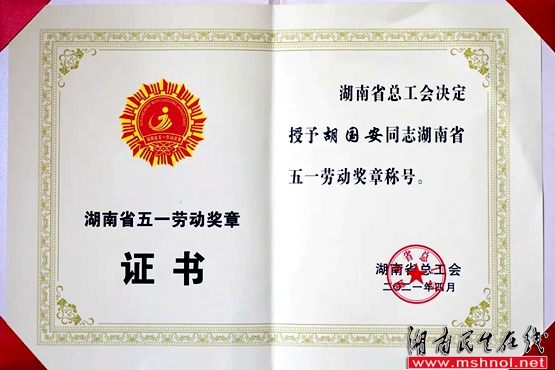 湖南省五一劳动奖章
证书
湖南省总工会决定
授予胡国安同志湖南省
五一劳动奖章称号。
湖南省总工会
二〇二一年四月
湖南民生在线
www.mshnol.com